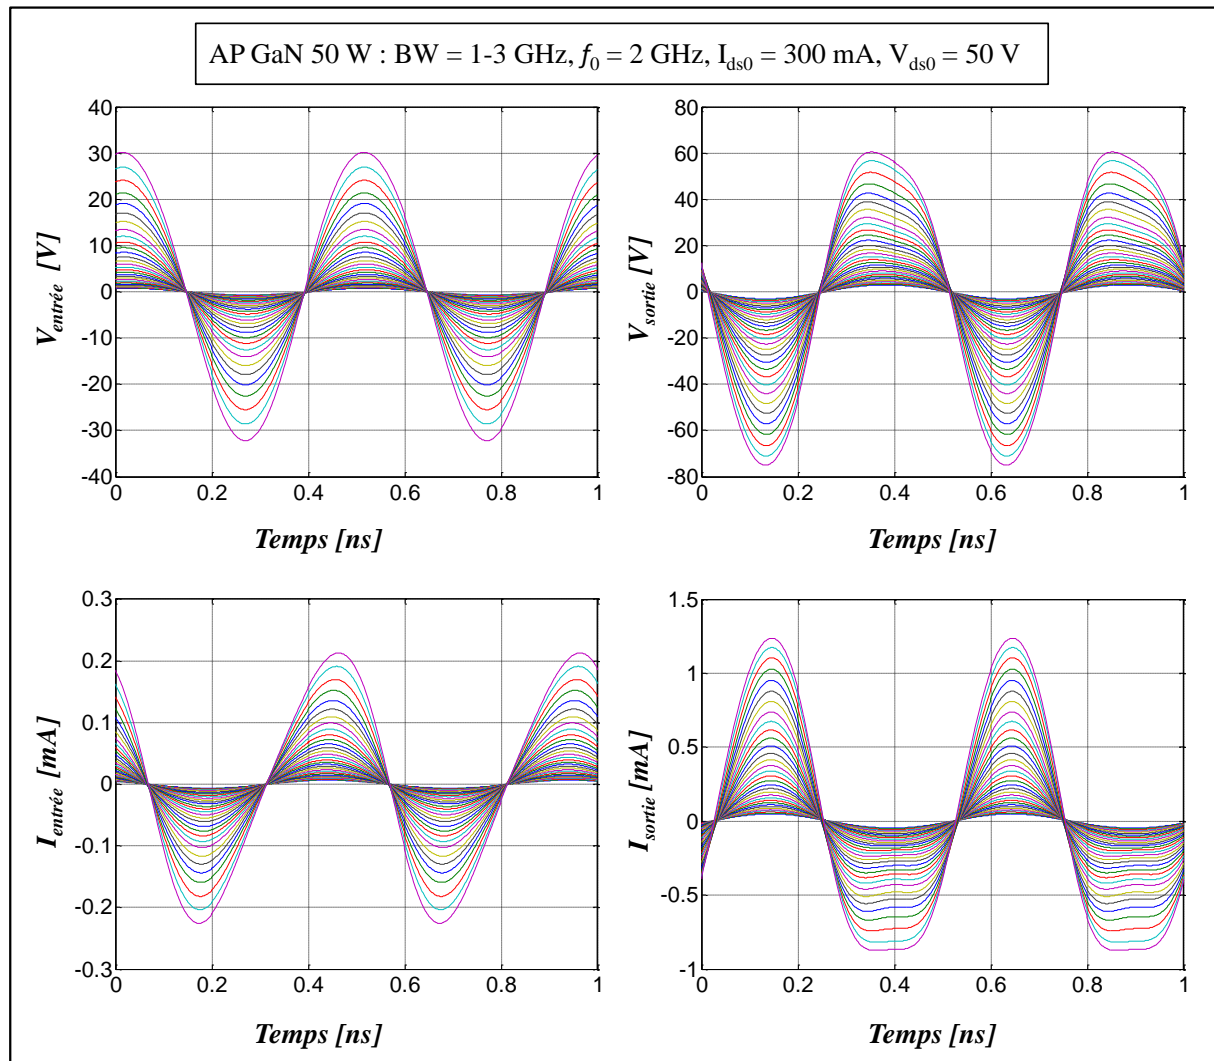 AP GaN 50 W : BW = 1-3 GHz, f0 = 2 GHz, Ids0 = 300 mA, Vds0 = 50 V
40
30
20
10
0
-10
-20
-30
-40
0 0.2 0.4 0.6 0.8 1
Ventrée [V]
Temps [ns]
80
60
40
20
0
-20
-40
-60
-80
0 0.2 0.4 0.6 0.8 1
Vsortie [V]
Temps [ns]
0.3
0.2
0.1
0
-0.1
-0.2
-0.3
0 0.2 0.4 0.6 0.8 1
Ientrée [mA]
Temps [ns]
1.5
1
0.5
0
-0.5
-1
0 0.2 0.4 0.6 0.8 1
Isortie [mA]
Temps [ns]